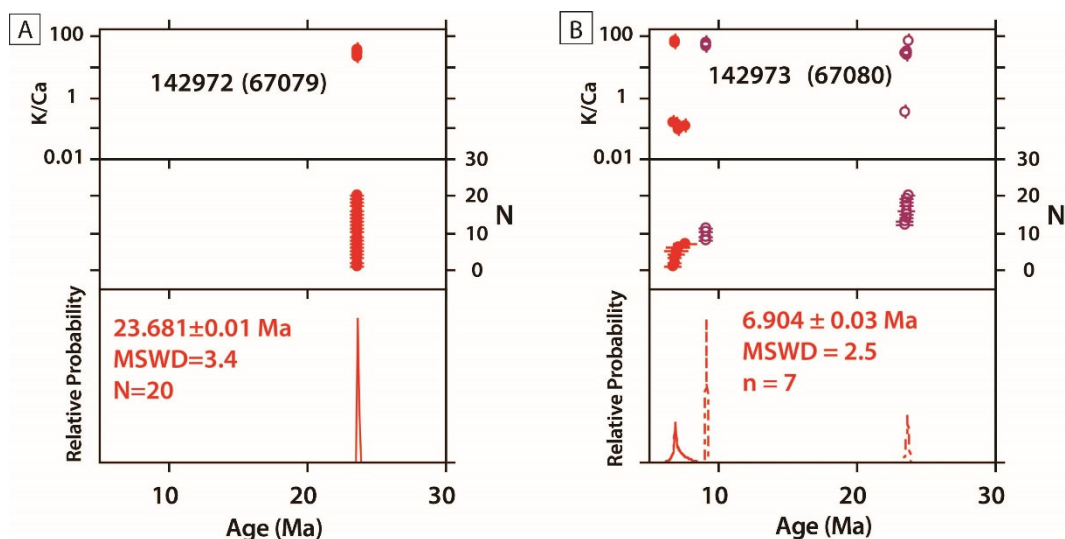 A
100
K/Ca
1
0.01
142972 (67079)
30
20
N
10
0
Relative Probability
23.681±0.01 Ma
MSWD=3.4
N=20
10 20 30
Age (Ma)
B
100
K/Ca
1
0.01
142973 (67080)
30
20
N
10
0
Relative Probability
6.904 ± 0.03 Ma
MSWD = 2.5
n = 7
10 20 30
Age (Ma)